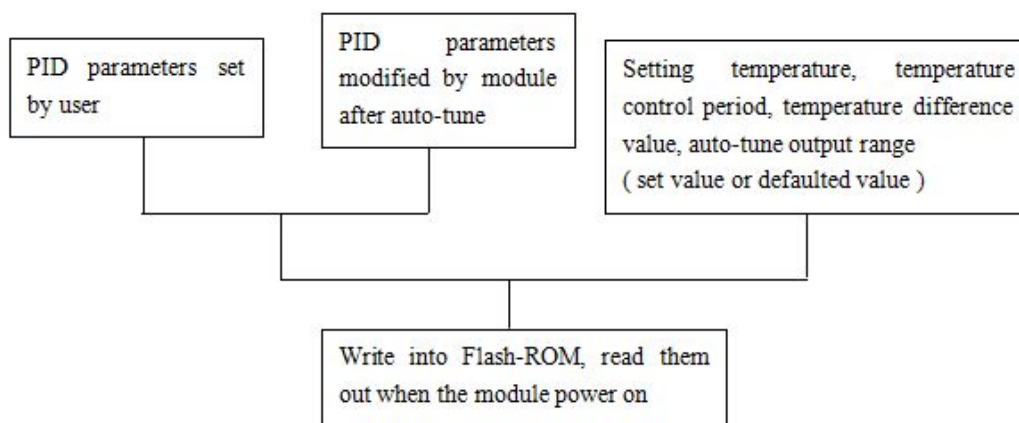 PID parameters set
by user
PID parameters
modified by module
after auto-tune
Setting temperature, temperature
control period, temperature difference
value, auto-tune output range
( set value or defaulted value )
Write into Flash-ROM, read them
out when the module power on